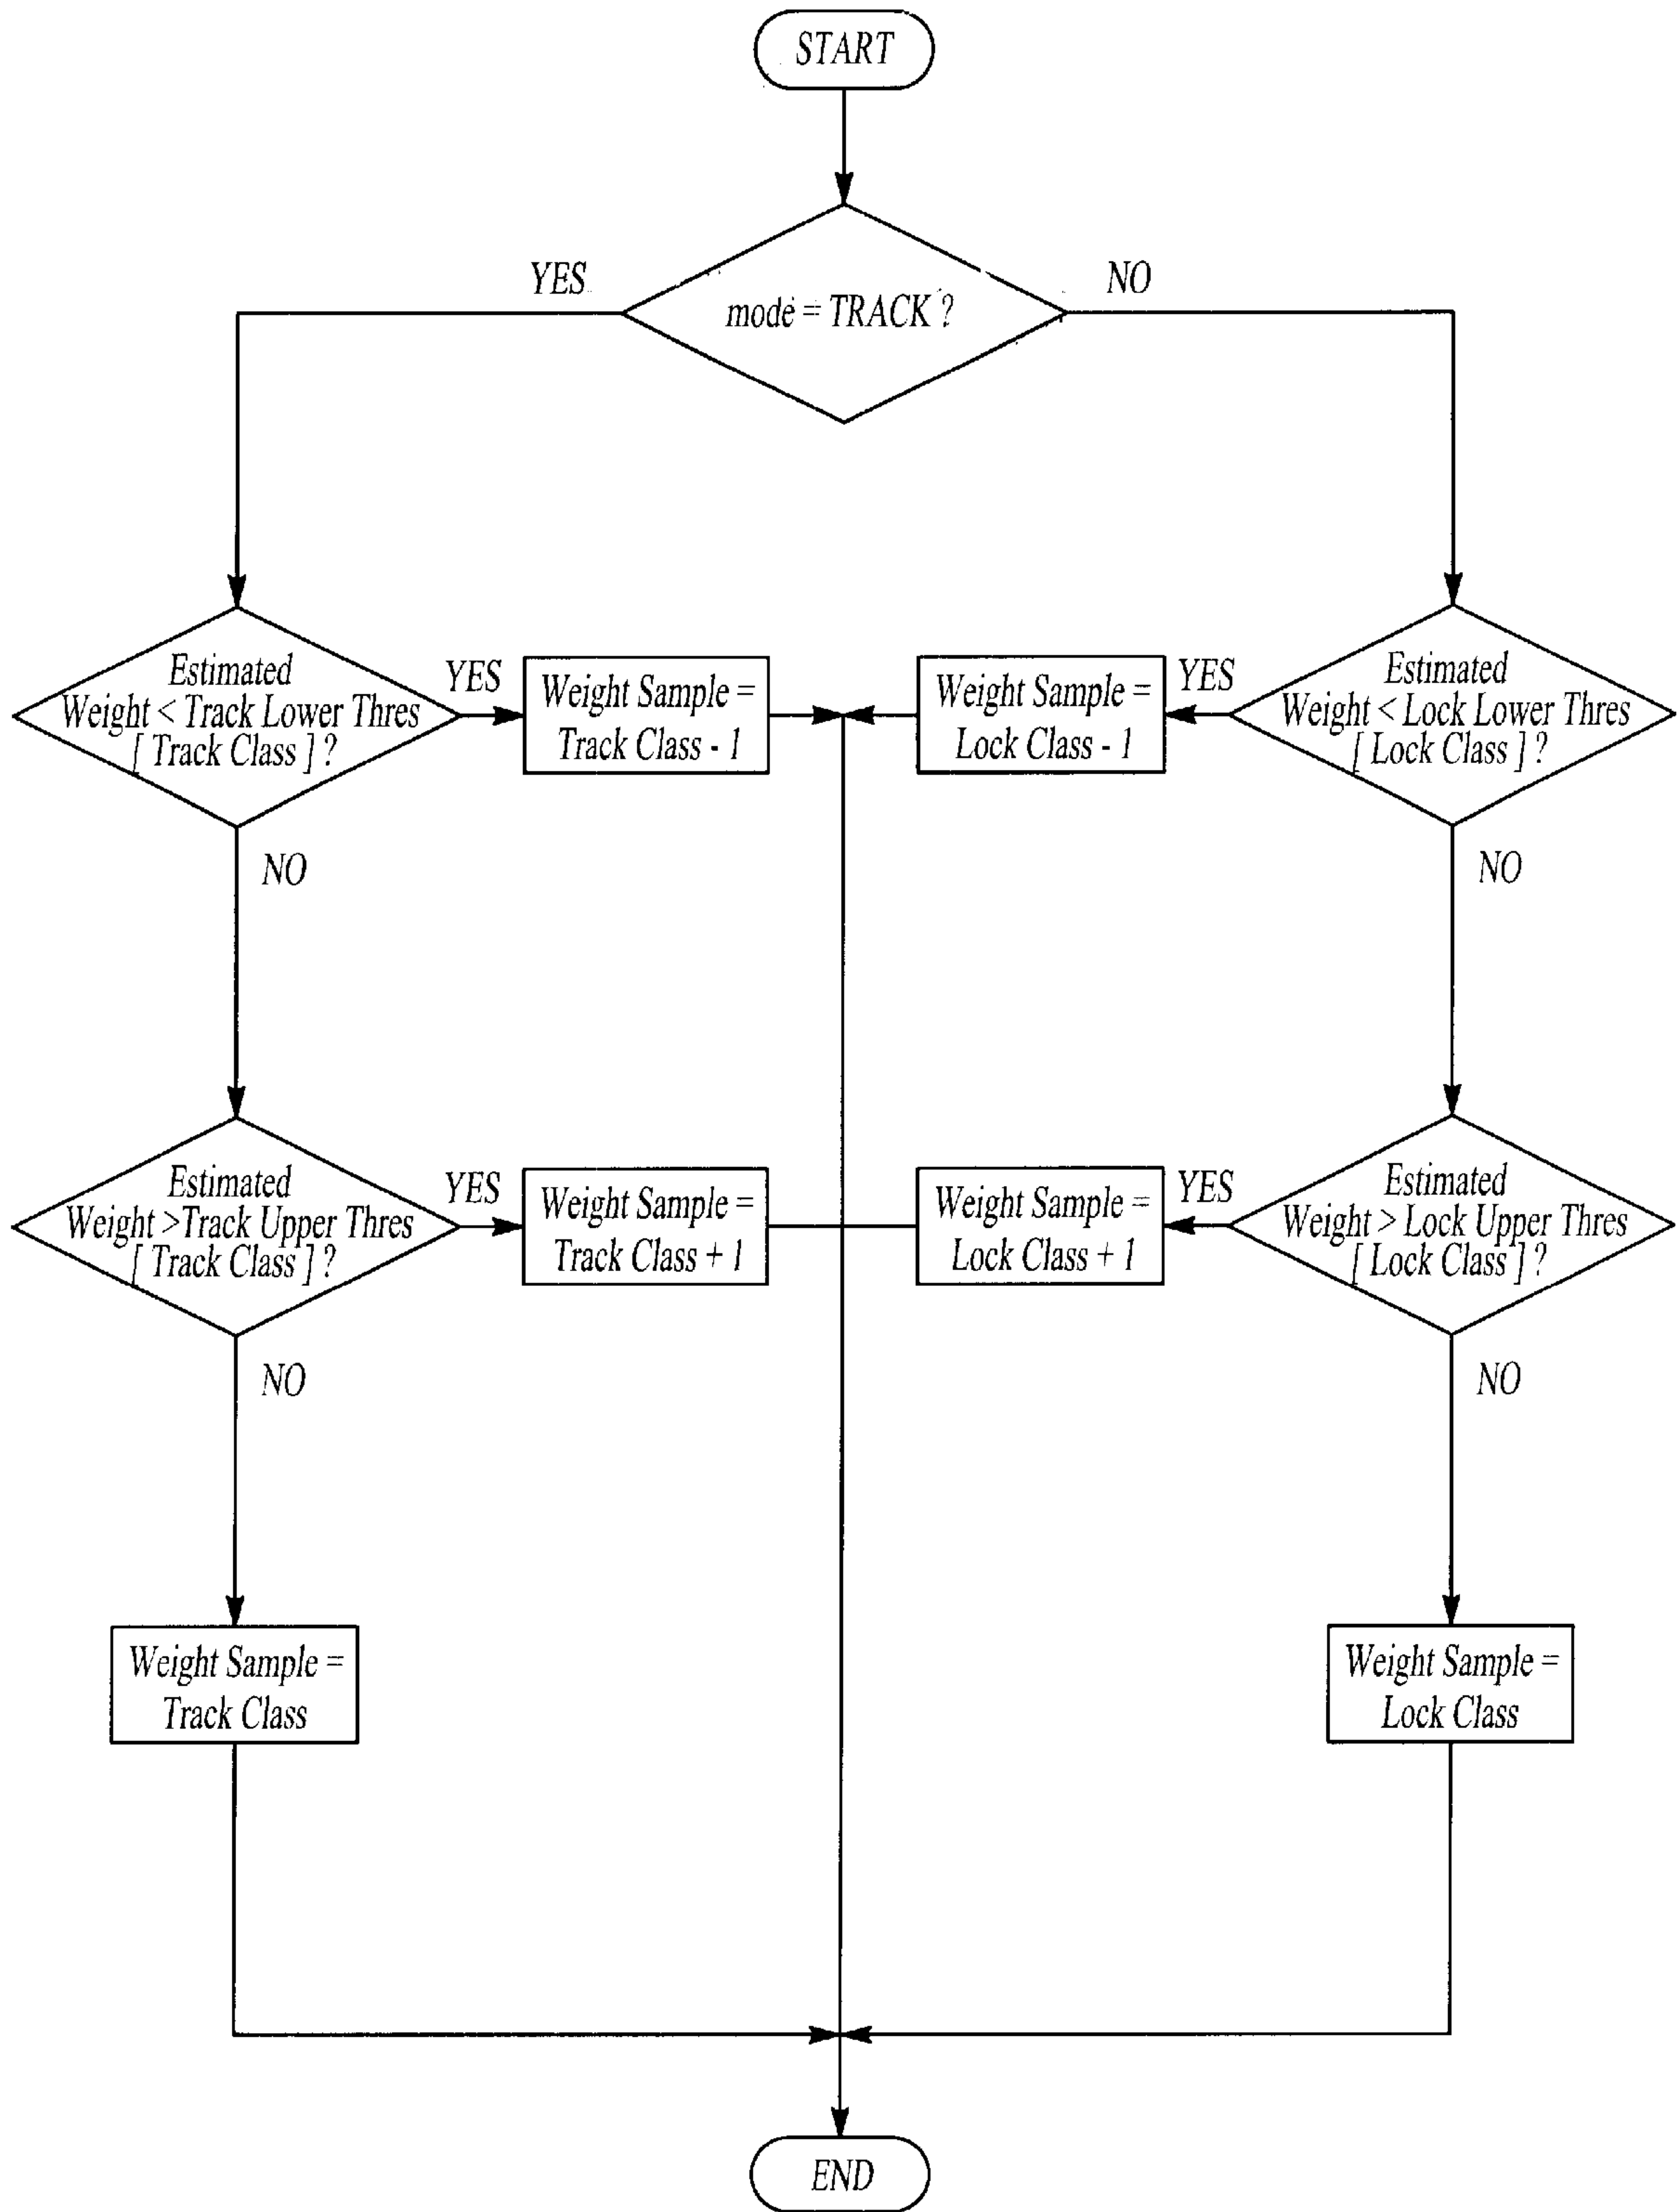 START
YES
NO
mode = TRACK ?
Estimated
Weight < Track Lower Thres
[ Track Class ] ?
YES
Weight Sample =
Track Class - 1
Weight Sample =
Lock Class - 1
YES
Estimated
Weight < Lock Lower Thres
[ Lock Class ] ?
NO
NO
Estimated
Weight >Track Upper Thres
[ Track Class ] ?
YES
Weight Sample =
Track Class + 1
Weight Sample =
Lock Class + 1
YES
Estimated
Weight > Lock Upper Thres
[ Lock Class ] ?
NO
NO
Weight Sample =
Track Class
Weight Sample =
Lock Class
END